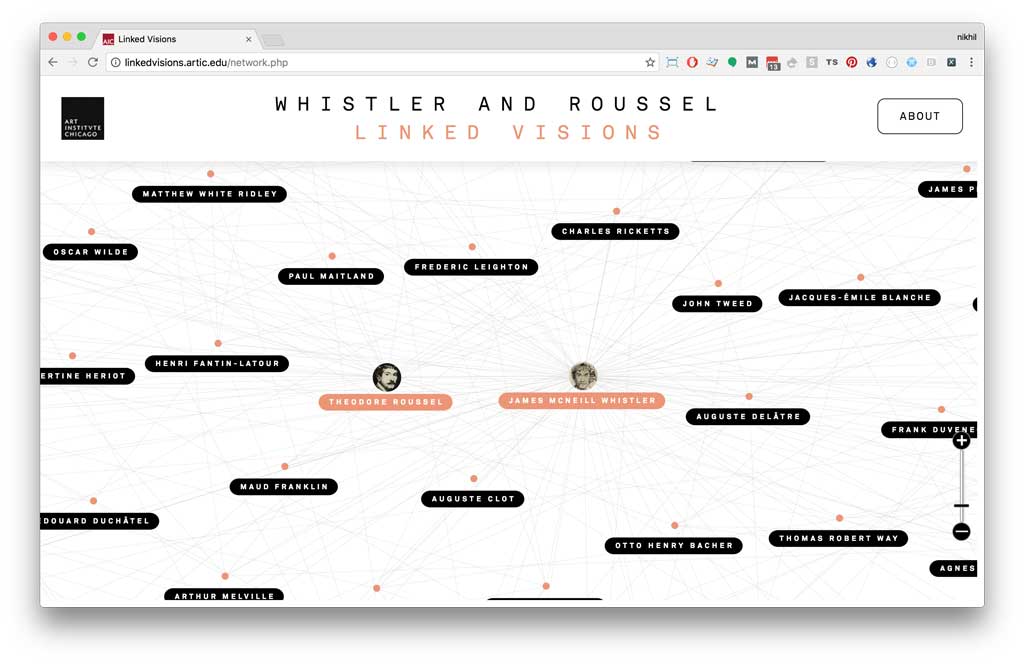 Linked Visions
nikhil
linkedvisions.artic.edu/network.php
13
TS
ART
INSTITVTE
CHICAGO
WHISTLER AND ROUSSEL
LINKED VISIONS
ABOUT
MATTHEW WHITE RIDLEY
JAMES P
CHARLES RICKETTS
OSCAR WILDE
FREDERIC LEIGHTON
PAUL MAITLAND
JOHN TWEED
JACQUES-ÉMILE BLANCHE
HENRI FANTIN-LATOUR
ERTINE HERIOT
THEODORE ROUSSEL
JAMES MCNEILL WHISTLER
AUGUSTE DELÂTRE
FRANK DUVENE
MAUD FRANKLIN
AUGUSTE CLOT
DOUARD DUCHÂTEL
OTTO HENRY BACHER
THOMAS ROBERT WAY
AGNES
ARTHUR MELVILLE